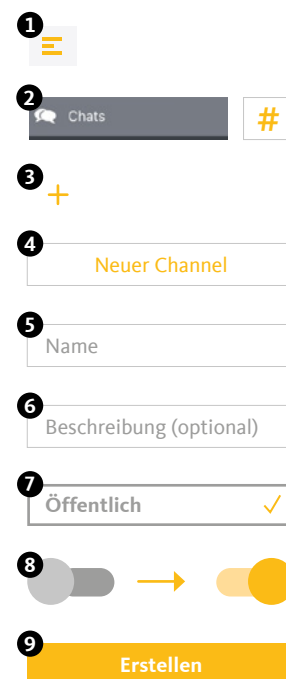 1
2
Chats #
3
+
4
Neuer Channel
5
Name
6
Beschreibung (optional)
7
Öffentlich
8
9
Erstellen